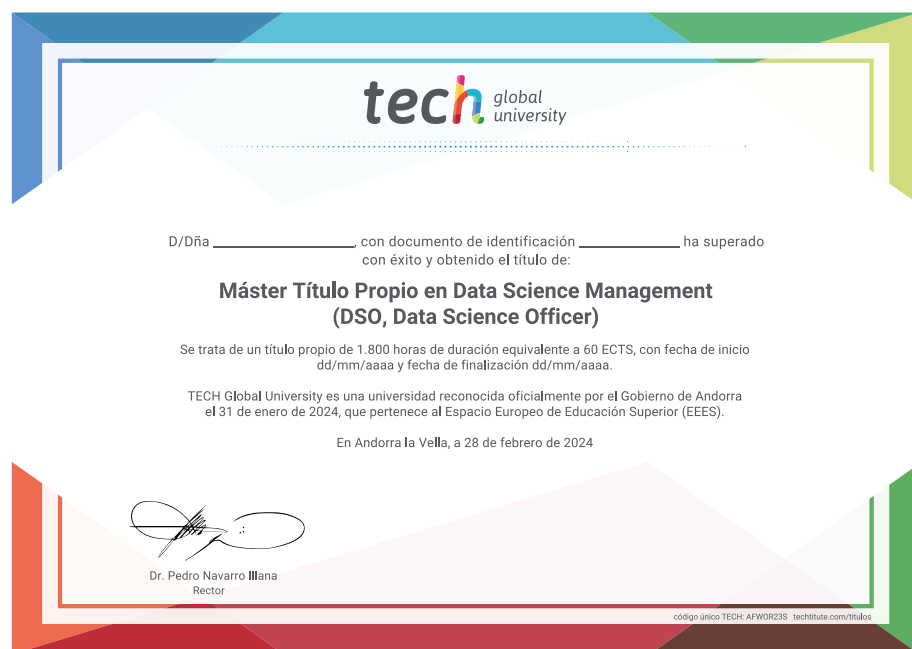 tech global university
D/Dña ______________, con documento de identificación __________ ha superado
con éxito y obtenido el título de:
Máster Título Propio en Data Science Management
(DSO, Data Science Officer)
Se trata de un título propio de 1.800 horas de duración equivalente a 60 ECTS, con fecha de inicio
dd/mm/aaaa y fecha de finalización dd/mm/aaaa.
TECH Global University es una universidad reconocida oficialmente por el Gobierno de Andorra
el 31 de enero de 2024, que pertenece al Espacio Europeo de Educación Superior (EEES).
En Andorra la Vella, a 28 de febrero de 2024
Dr. Pedro Navarro Illana
Rector
código único TECH: AFWOR23S techtitute.com/titulos